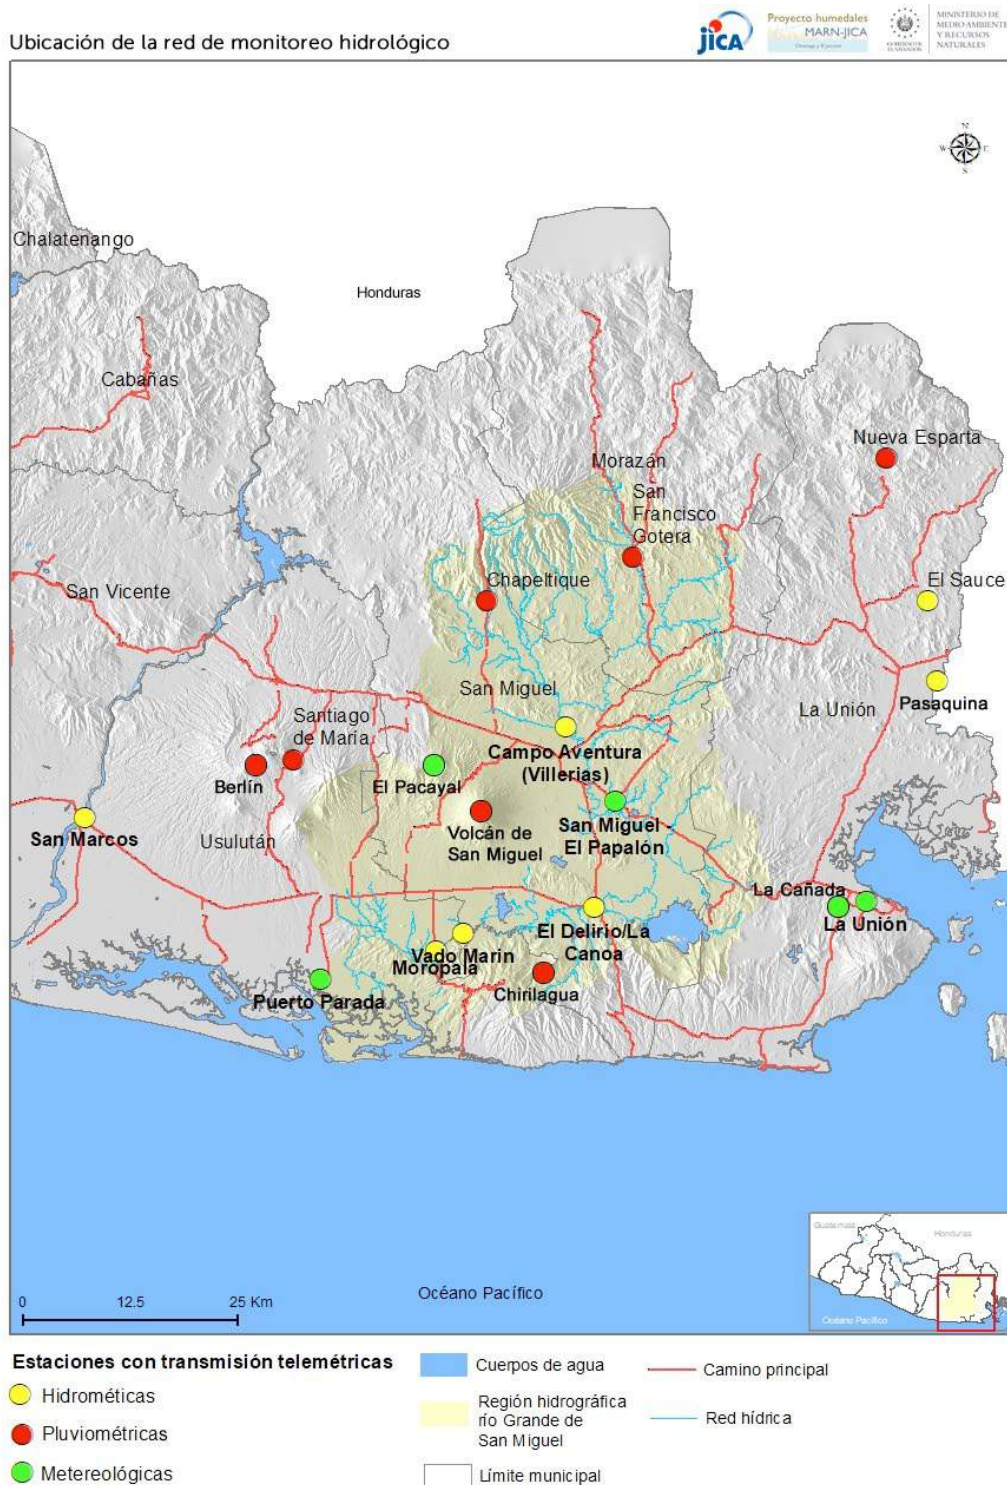 Ubicación de la red de monitoreo hidrológico
jica
Proyecto humedales
MARN-JICA
MINISTERIO DE
MEDIO AMBIENTE
Y RECURSOS
NATURALES
N
W
E
S
Chalatenango
Honduras
Cabañas
Nueva Esparta
Morazán
San
Francisco
Gotera
San Vicente
Chapeltique
El Sauce
San Miguel
La Unión
Pasaquina
Santiago
de María
Campo Aventura
(Villerias)
Berlín
El Pacayal
San Marcos
Usulután
Volcán de
San Miguel
San Miguel -
El Papalón
La Cañada
La Unión
El Delirio/La
Canoa
Vado Marin
Moropala
Puerto Parada
Chirilagua
Guatemala
Honduras
Océano Pacífico
0 12.5 25 Km
Océano Pacífico
Estaciones con transmisión telemétricas
Hidrométicas
Pluviométricas
Metereológicas
Cuerpos de agua
Región hidrográfica
río Grande de
San Miguel
Límite municipal
Camino principal
Red hídrica